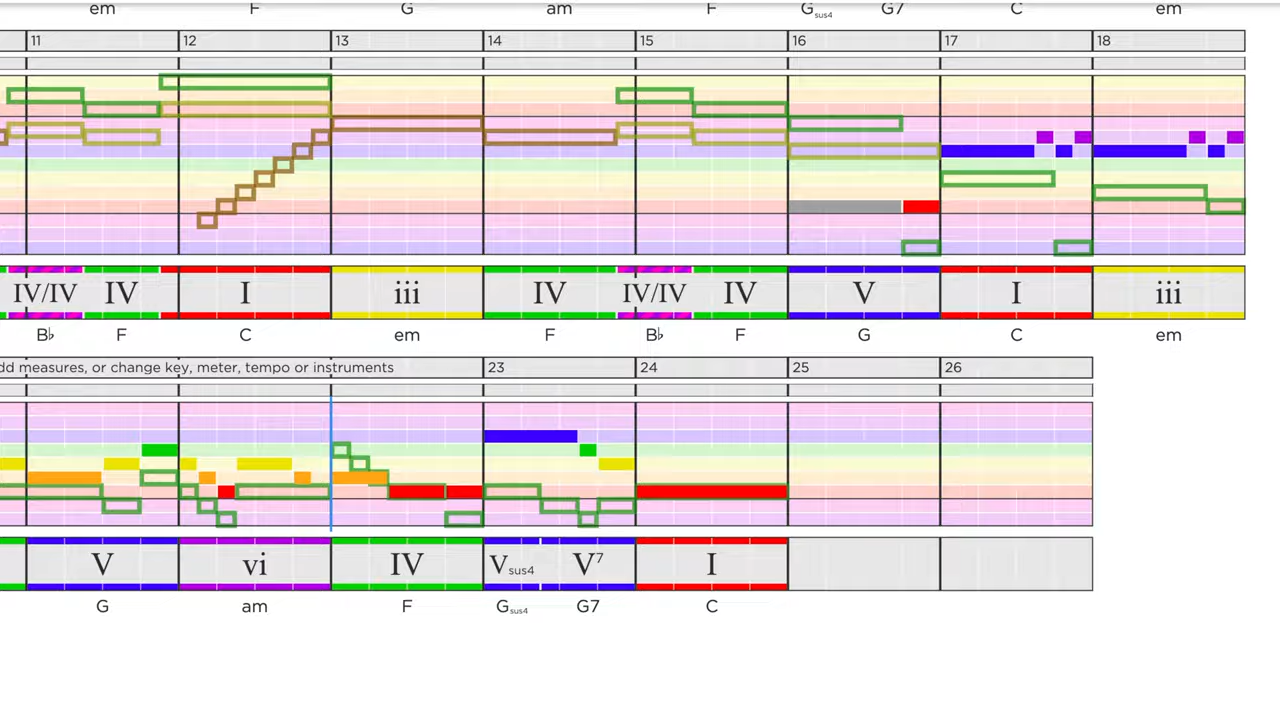 em F G am F Gsus4 G7 C em
11 12 13 14 15 16 17 18
IV/IV IV I iii IV IV/IV IV V I iii
B♭ F C em F B♭ F G C em
dd measures, or change key, meter, tempo or instruments 23 24 25 26
V vi IV Vsus4 V7 I
G am F Gsus4 G7 C